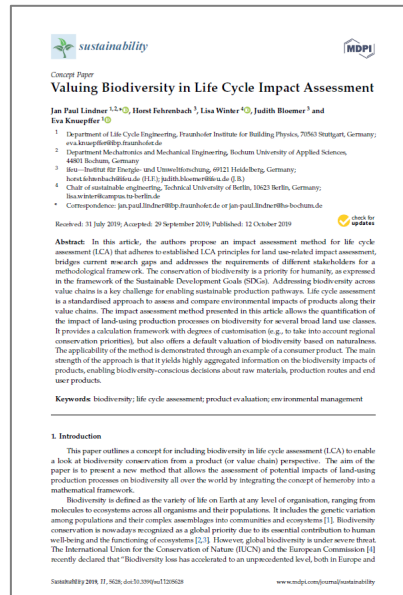 sustainability
MDPI
Concept Paper
Valuing Biodiversity in Life Cycle Impact Assessment
Jan Paul Lindner 1,2,*, Horst Fehrenbach 3, Lisa Winter 4, Judith Bloemer 3 and
Eva Knuepffer 1
1 Department of Life Cycle Engineering, Fraunhofer Institute for Building Physics, 70563 Stuttgart, Germany;
eva.knuepffer@ibp.fraunhofer.de
2 Department Mechatronics and Mechanical Engineering, Bochum University of Applied Sciences,
44801 Bochum, Germany
3 ifeu—Institut für Energie- und Umweltforschung, 69121 Heidelberg, Germany;
horst.fehrenbach@ifeu.de (H.F.); judith.bloemer@ifeu.de (J.B.)
4 Chair of sustainable engineering, Technical University of Berlin, 10623 Berlin, Germany;
lisa.winter@campus.tu-berlin.de
* Correspondence: jan.paul.lindner@ibp.fraunhofer.de or jan-paul.lindner@hs-bochum.de
Received: 31 July 2019; Accepted: 29 September 2019; Published: 12 October 2019
check for
updates
Abstract: In this article, the authors propose an impact assessment method for life cycle
assessment (LCA) that adheres to established LCA principles for land use-related impact assessment,
bridges current research gaps and addresses the requirements of different stakeholders for a
methodological framework. The conservation of biodiversity is a priority for humanity, as expressed
in the framework of the Sustainable Development Goals (SDGs). Addressing biodiversity across
value chains is a key challenge for enabling sustainable production pathways. Life cycle assessment
is a standardised approach to assess and compare environmental impacts of products along their
value chains. The impact assessment method presented in this article allows the quantification of
the impact of land-using production processes on biodiversity for several broad land use classes.
It provides a calculation framework with degrees of customisation (e.g., to take into account regional
conservation priorities), but also offers a default valuation of biodiversity based on naturalness.
The applicability of the method is demonstrated through an example of a consumer product. The main
strength of the approach is that it yields highly aggregated information on the biodiversity impacts of
products, enabling biodiversity-conscious decisions about raw materials, production routes and end
user products.
Keywords: biodiversity; life cycle assessment; product evaluation; environmental management
1. Introduction
This paper outlines a concept for including biodiversity in life cycle assessment (LCA) to enable
a look at biodiversity conservation from a product (or value chain) perspective. The aim of the
paper is to present a new method that allows the assessment of potential impacts of land-using
production processes on biodiversity all over the world by integrating the concept of hemeroby into a
mathematical framework.
Biodiversity is defined as the variety of life on Earth at any level of organisation, ranging from
molecules to ecosystems across all organisms and their populations. It includes the genetic variation
among populations and their complex assemblages into communities and ecosystems [1]. Biodiversity
conservation is nowadays recognized as a global priority due to its essential contribution to human
well-being and the functioning of ecosystems [2,3]. However, global biodiversity is under severe threat.
The International Union for the Conservation of Nature (IUCN) and the European Commission [4]
recently declared that “Biodiversity loss has accelerated to an unprecedented level, both in Europe and
Sustainability 2019, 11, 5628; doi:10.3390/su11205628
www.mdpi.com/journal/sustainability